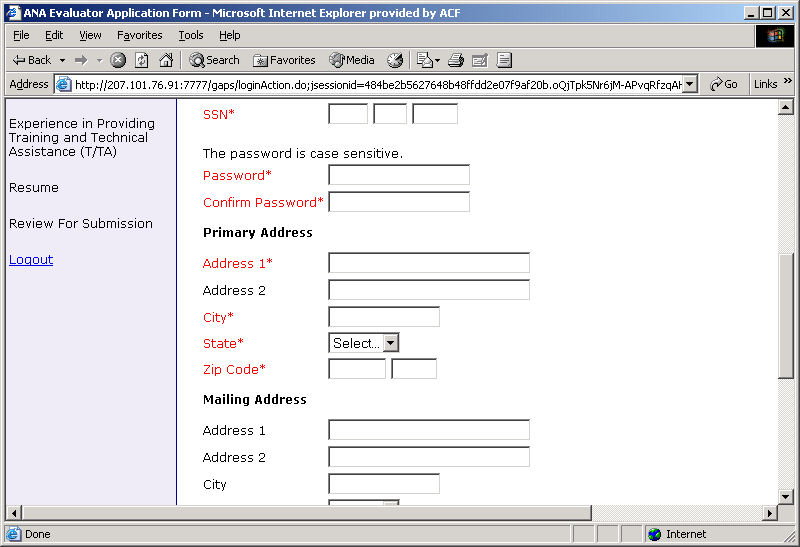 ANA Evaluator Application Form - Microsoft Internet Explorer provided by ACF
File Edit View Favorites Tools Help
Back Search Favorites Media
Address http://207.101.76.91:7777/gaps/loginAction.do;jsessionid=484be2b5627648b48ffdd2e07f9af20b.oQjTpk5Nr6jM-APvqRfzqAH Go Links »
Experience in Providing
Training and Technical
Assistance (T/TA)
Resume
Review For Submission
Logout
SSN*
The password is case sensitive.
Password*
Confirm Password*
Primary Address
Address 1*
Address 2
City*
State* Select...
Zip Code*
Mailing Address
Address 1
Address 2
City
Done Internet